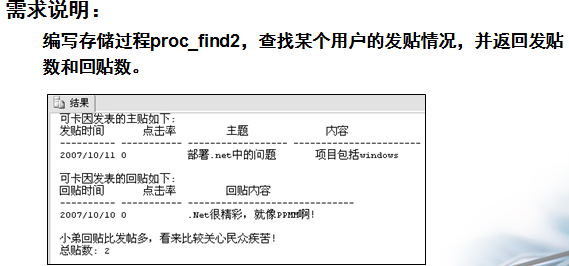 需求说明：
编写存储过程proc_find2，查找某个用户的发贴情况，并返回发贴
数和回贴数。
结果
可卡因发表的主贴如下:
发贴时间 点击率 主题 内容
---------- ---------- ------------------ --------------------
2007/10/11 0 部署.net中的问题 项目包括windows
可卡因发表的回贴如下:
回贴时间 点击率 回贴内容
---------- ---------- ------------------------------
2007/10/10 0 .Net很精彩，就像PPMM啊!
小弟回贴比发帖多，看来比较关心民众疾苦!
总贴数: 2